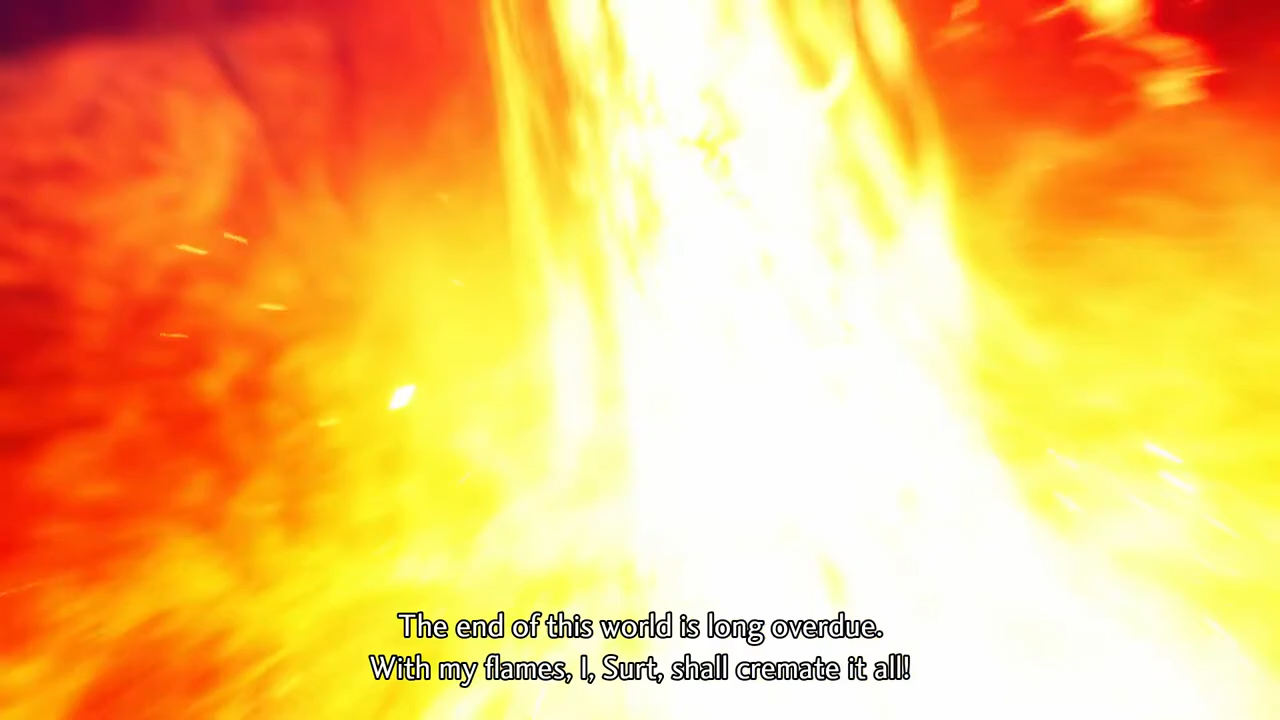 The end of this world is long overdue.
With my flames, I, Surt, shall cremate it all!